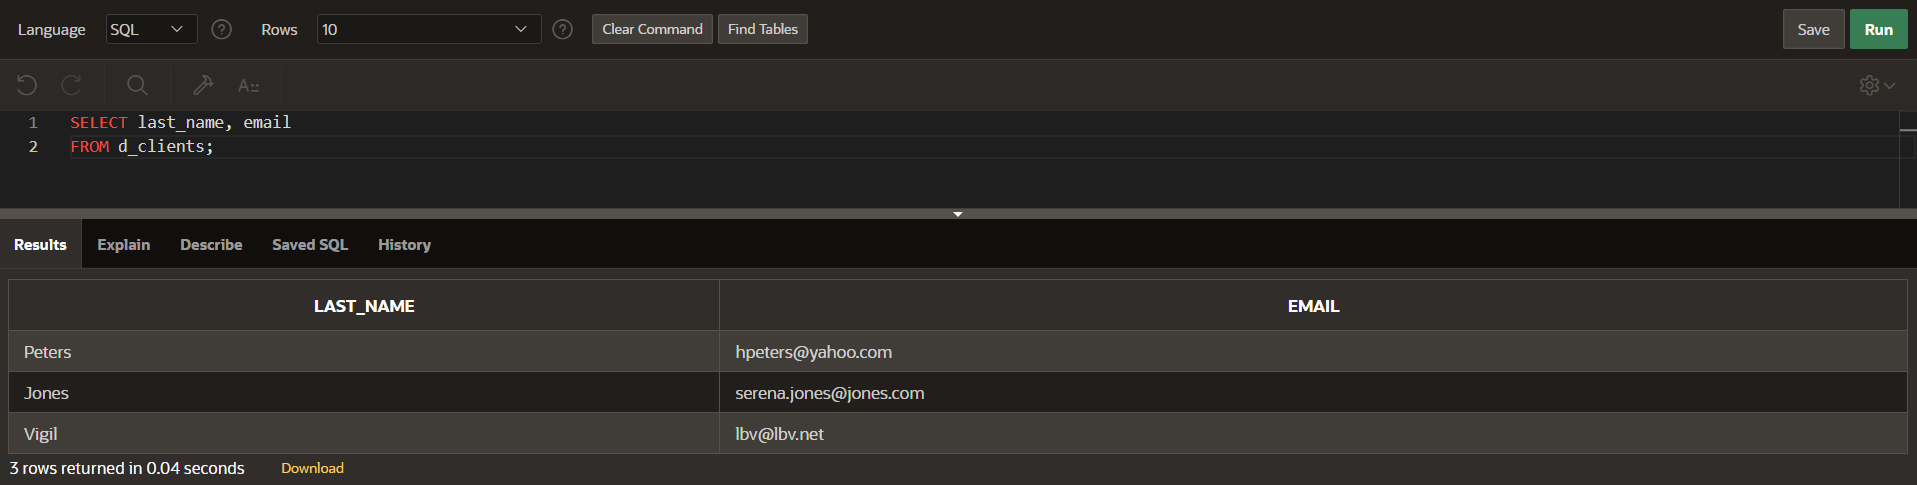 Language SQL ? Rows 10 ? Clear Command Find Tables Save Run
A::
1 SELECT last_name, email
2 FROM d_clients;
Results Explain Describe Saved SQL History
LAST_NAME EMAIL
Peters hpeters@yahoo.com
Jones serena.jones@jones.com
Vigil lbv@lbv.net
3 rows returned in 0.04 seconds Download